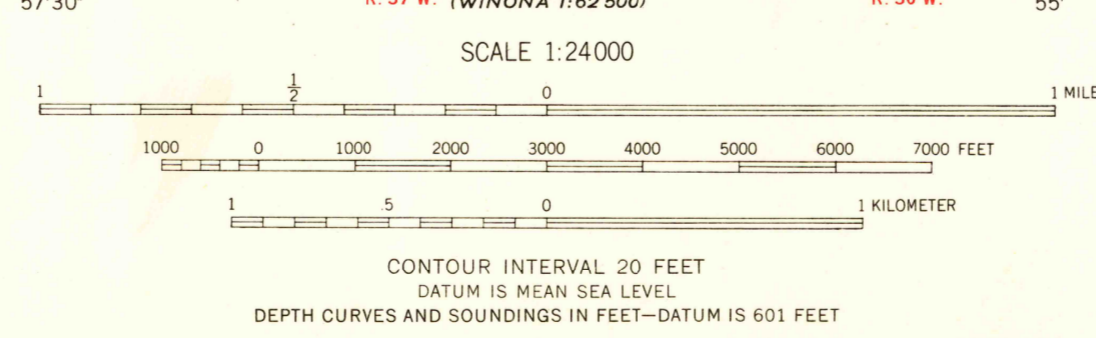 57'30" R. 37 W. (WINONA 1:62 500) R. 36 W. 55'
SCALE 1:24000
1 1/2 0 1 MILE
1000 0 1000 2000 3000 4000 5000 6000 7000 FEET
1 .5 0 1 KILOMETER
CONTOUR INTERVAL 20 FEET
DATUM IS MEAN SEA LEVEL
DEPTH CURVES AND SOUNDINGS IN FEET—DATUM IS 601 FEET